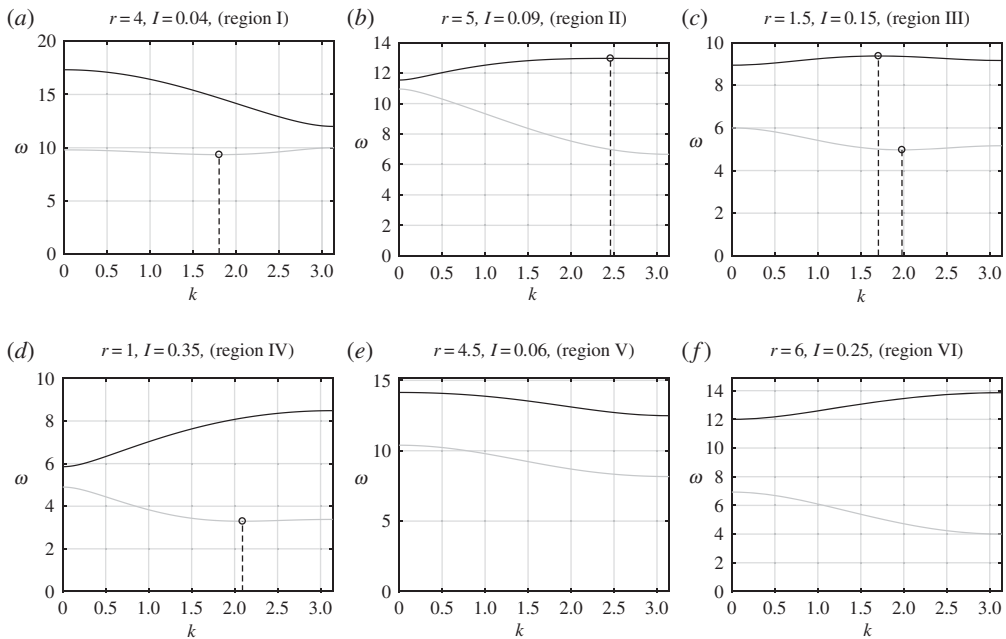 (a) r = 4, I = 0.04, (region I)
20
15
ω 10
5
0
0 0.5 1.0 1.5 2.0 2.5 3.0
k
(b) r = 5, I = 0.09, (region II)
14
12
10
ω 8
6
4
2
0
0 0.5 1.0 1.5 2.0 2.5 3.0
k
(c) r = 1.5, I = 0.15, (region III)
10
8
6
ω
4
2
0
0 0.5 1.0 1.5 2.0 2.5 3.0
k
(d) r = 1, I = 0.35, (region IV)
10
8
6
ω
4
2
0
0 0.5 1.0 1.5 2.0 2.5 3.0
k
(e) r = 4.5, I = 0.06, (region V)
15
10
ω
5
0
0 0.5 1.0 1.5 2.0 2.5 3.0
k
(f) r = 6, I = 0.25, (region VI)
14
12
10
ω 8
6
4
2
0
0 0.5 1.0 1.5 2.0 2.5 3.0
k